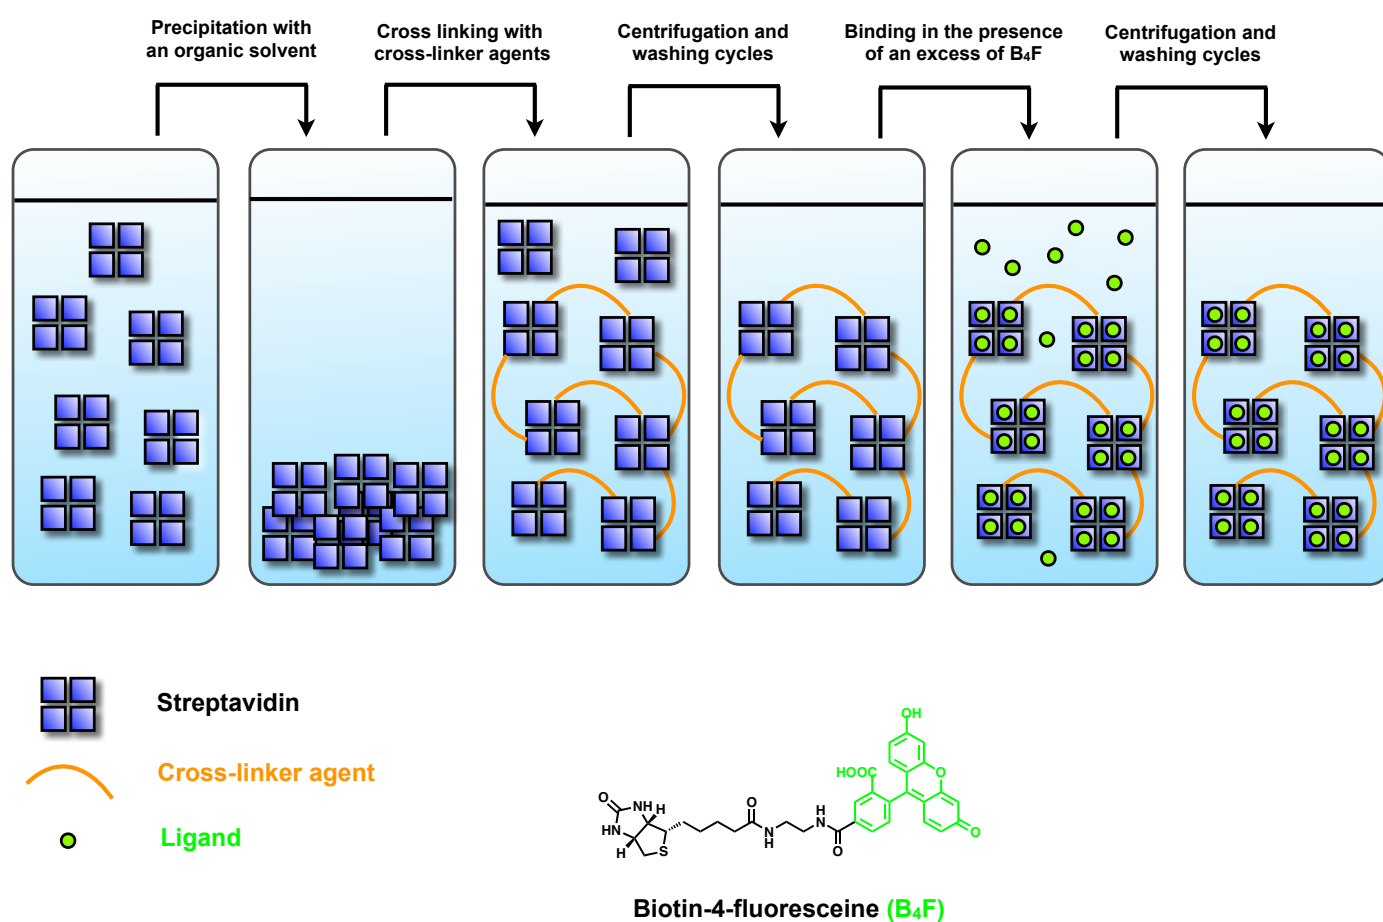 Precipitation with
an organic solvent
Cross linking with
cross-linker agents
Centrifugation and
washing cycles
Binding in the presence
of an excess of B₄F
Centrifugation and
washing cycles
Streptavidin
Cross-linker agent
Ligand
OH
HOOC
O
O
O
NH
HN
H
H
S
O
N
H
H
N
O
Biotin-4-fluoresceine (B₄F)